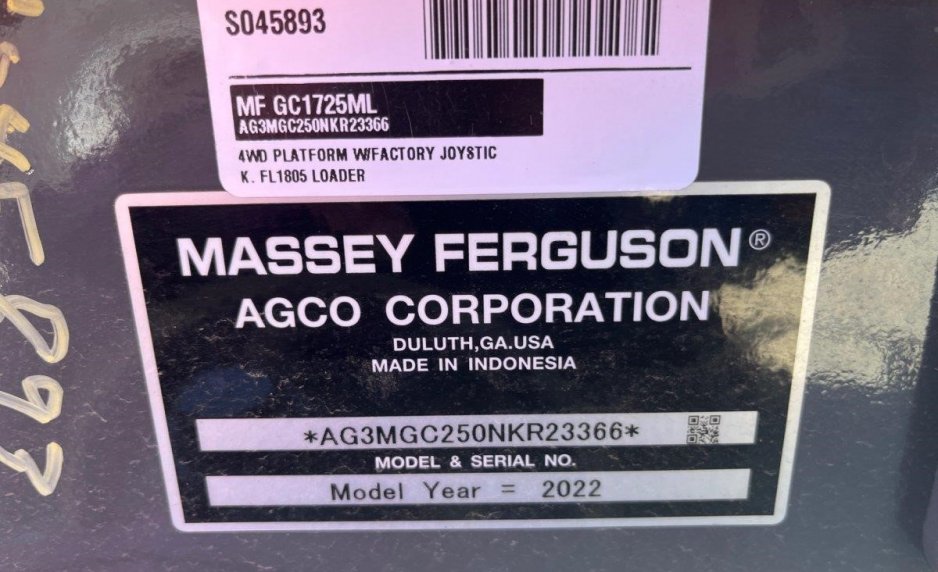 S045893
MF GC1725ML
AG3MGC250NKR23366
4WD PLATFORM W/FACTORY JOYSTIC
K. FL1805 LOADER
MASSEY FERGUSON®
AGCO CORPORATION
DULUTH,GA.USA
MADE IN INDONESIA
*AG3MGC250NKR23366*
MODEL & SERIAL NO.
Model Year = 2022